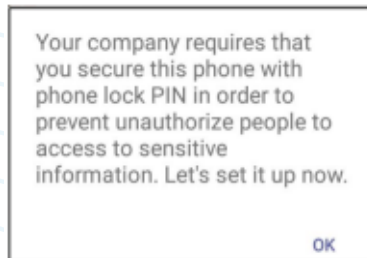 Your company requires that
you secure this phone with
phone lock PIN in order to
prevent unauthorize people to
access to sensitive
information. Let's set it up now.
OK